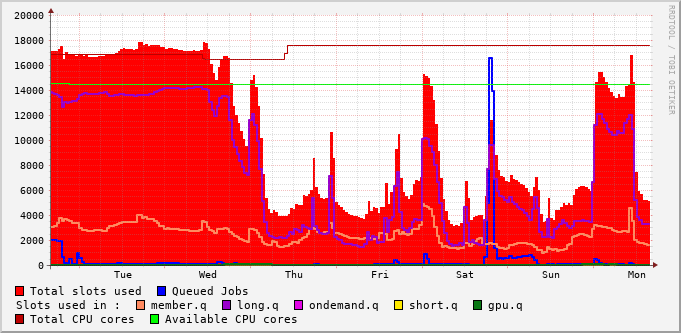 RRDTOOL / TOBI OETIKER
20000
18000
16000
14000
12000
10000
8000
6000
4000
2000
0
Tue Wed Thu Fri Sat Sun Mon
Total slots used Queued Jobs
Slots used in : member.q long.q ondemand.q short.q gpu.q
Total CPU cores Available CPU cores